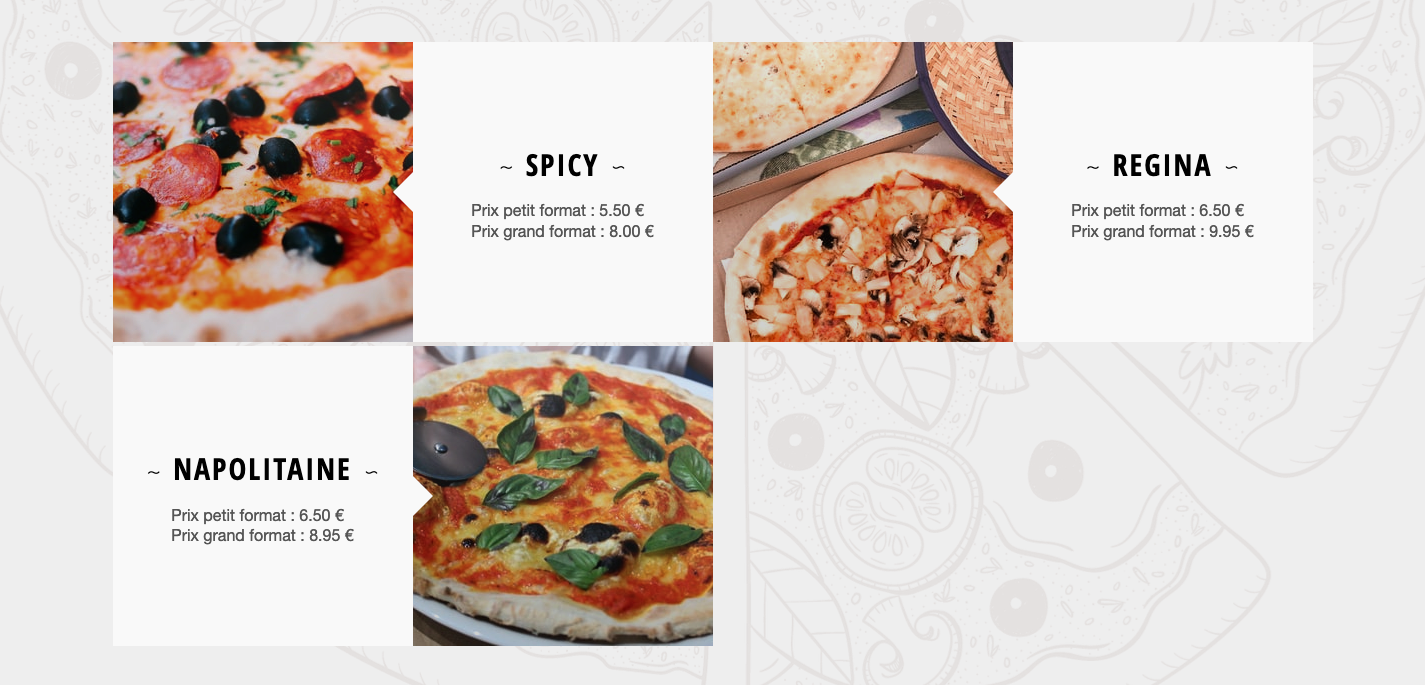 ~ SPICY ~
Prix petit format : 5.50 €
Prix grand format : 8.00 €
~ REGINA ~
Prix petit format : 6.50 €
Prix grand format : 9.95 €
~ NAPOLITAINE ~
Prix petit format : 6.50 €
Prix grand format : 8.95 €